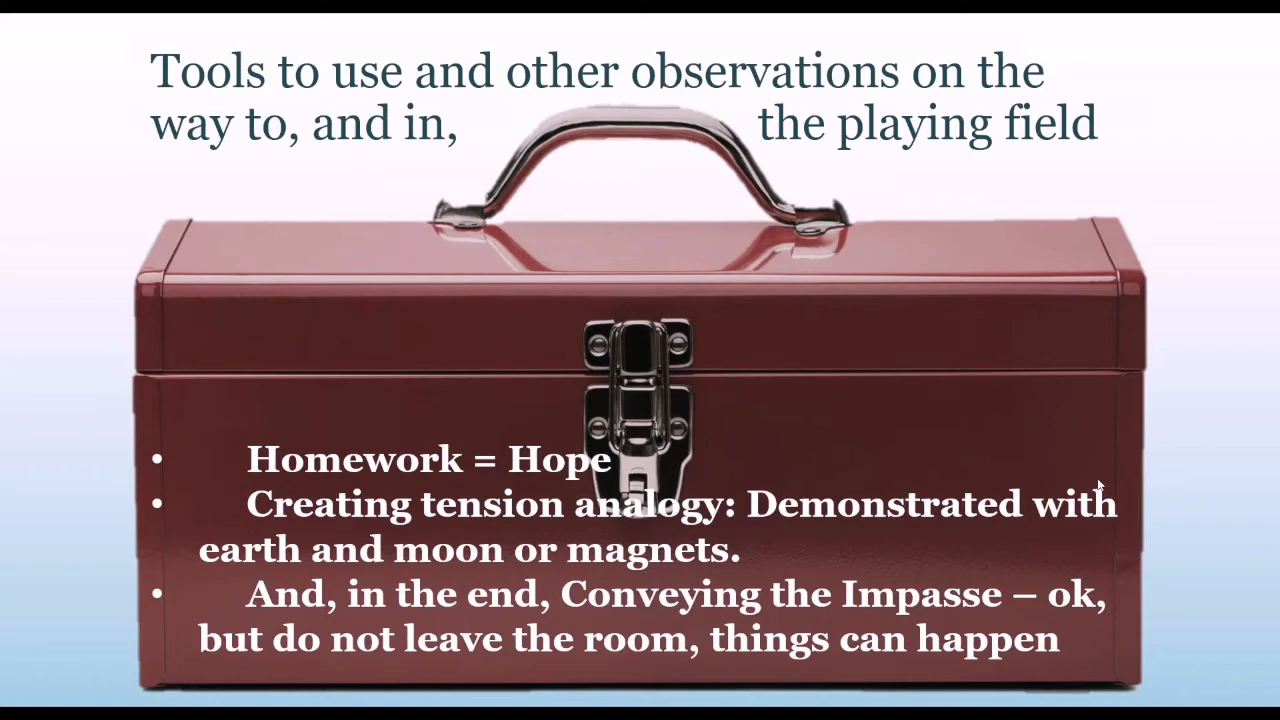 Tools to use and other observations on the
way to, and in, the playing field
• Homework = Hope
• Creating tension analogy: Demonstrated with
earth and moon or magnets.
• And, in the end, Conveying the Impasse – ok,
but do not leave the room, things can happen